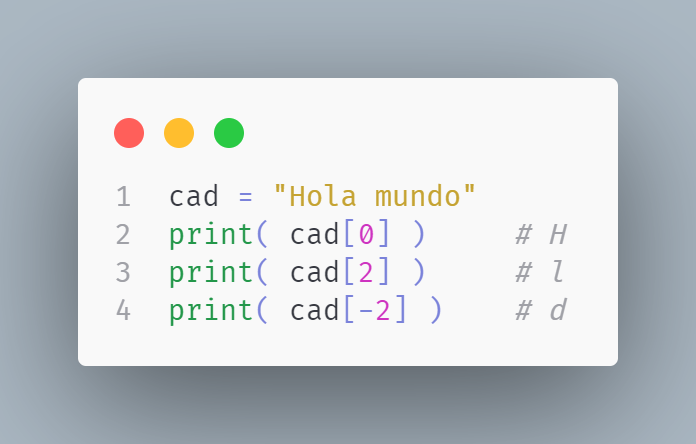 1 cad = "Hola mundo"
2 print( cad[0] )     # H
3 print( cad[2] )     # l
4 print( cad[-2] )    # d